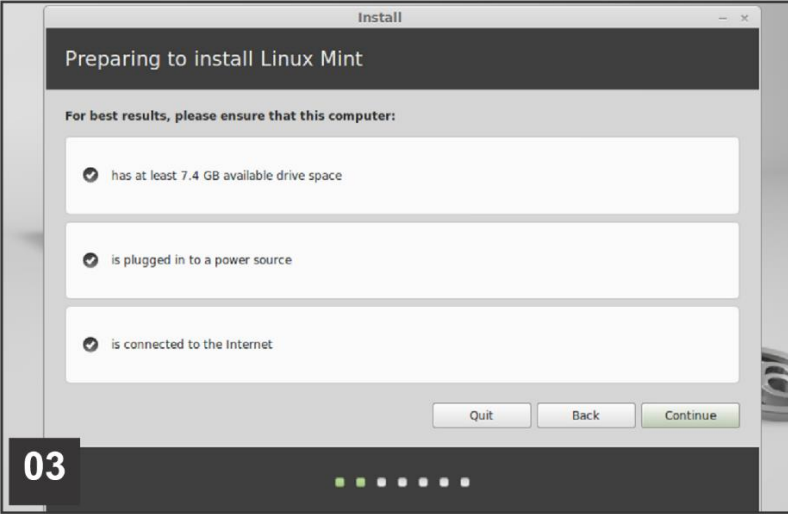 Install
Preparing to install Linux Mint
For best results, please ensure that this computer:
has at least 7.4 GB available drive space
is plugged in to a power source
is connected to the Internet
Quit Back Continue
03